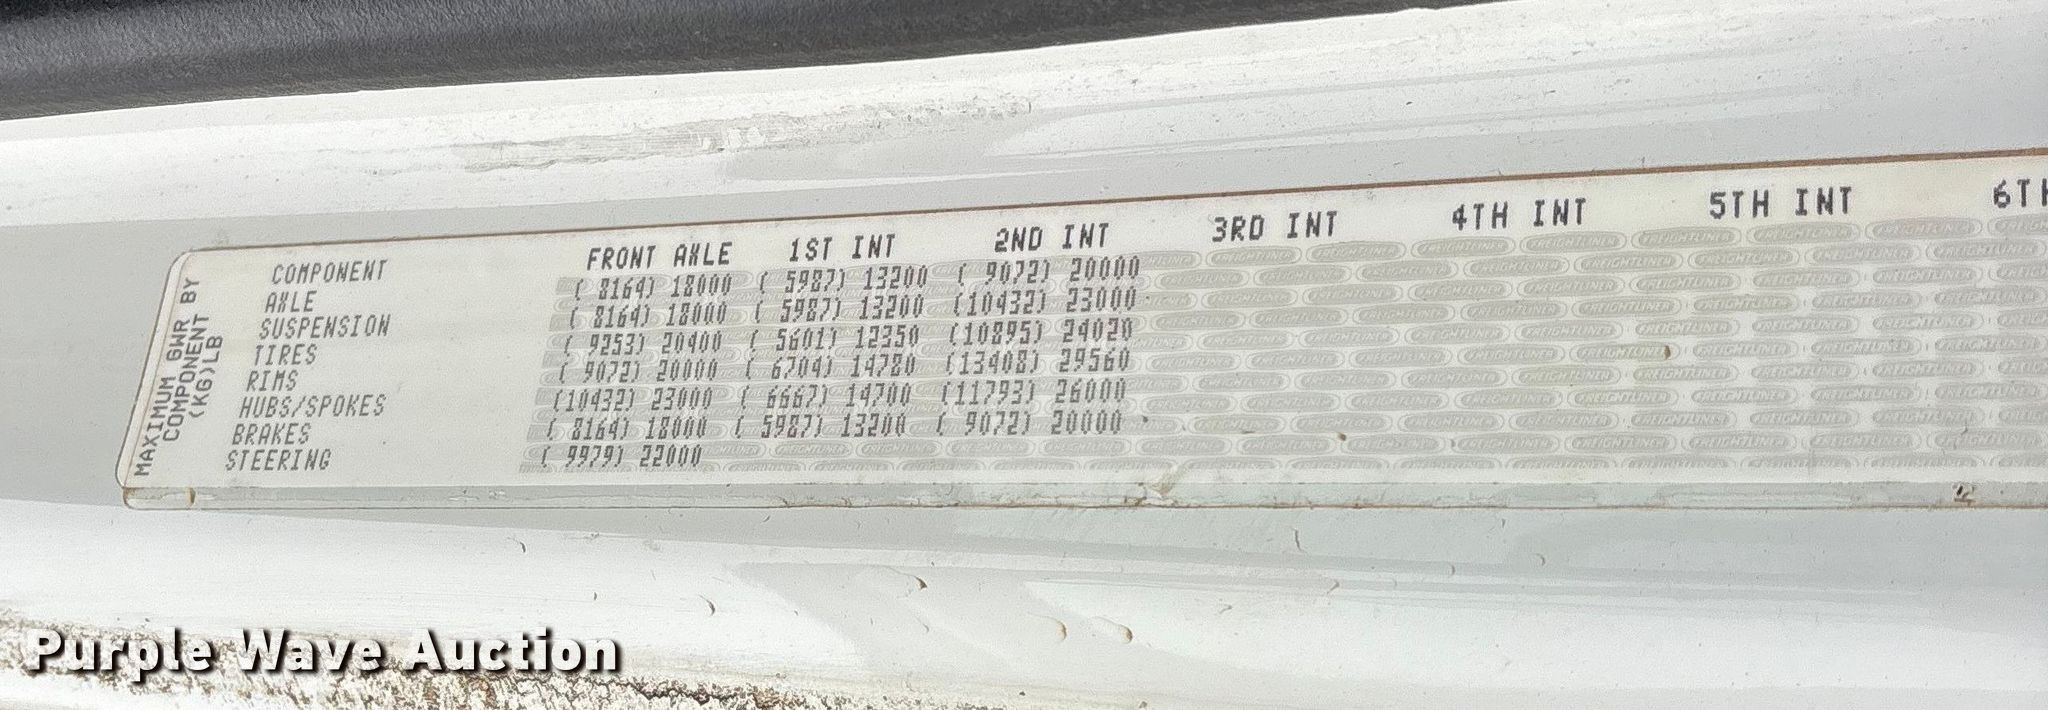 MAXIMUM GWR BY
COMPONENT
(KG)LB
COMPONENT FRONT AXLE 1ST INT 2ND INT 3RD INT 4TH INT 5TH INT 6TH
AXLE ( 8164) 18000 ( 5987) 13200 ( 9072) 20000
SUSPENSION ( 8164) 18000 ( 5987) 13200 (10432) 23000
TIRES ( 9253) 20400 ( 5601) 12350 (10895) 24020
RIMS ( 9072) 20000 ( 6704) 14780 (13408) 29560
HUBS/SPOKES (10432) 23000 ( 6667) 14700 (11793) 26000
BRAKES ( 8164) 18000 ( 5987) 13200 ( 9072) 20000
STEERING ( 9979) 22000
Purple Wave Auction